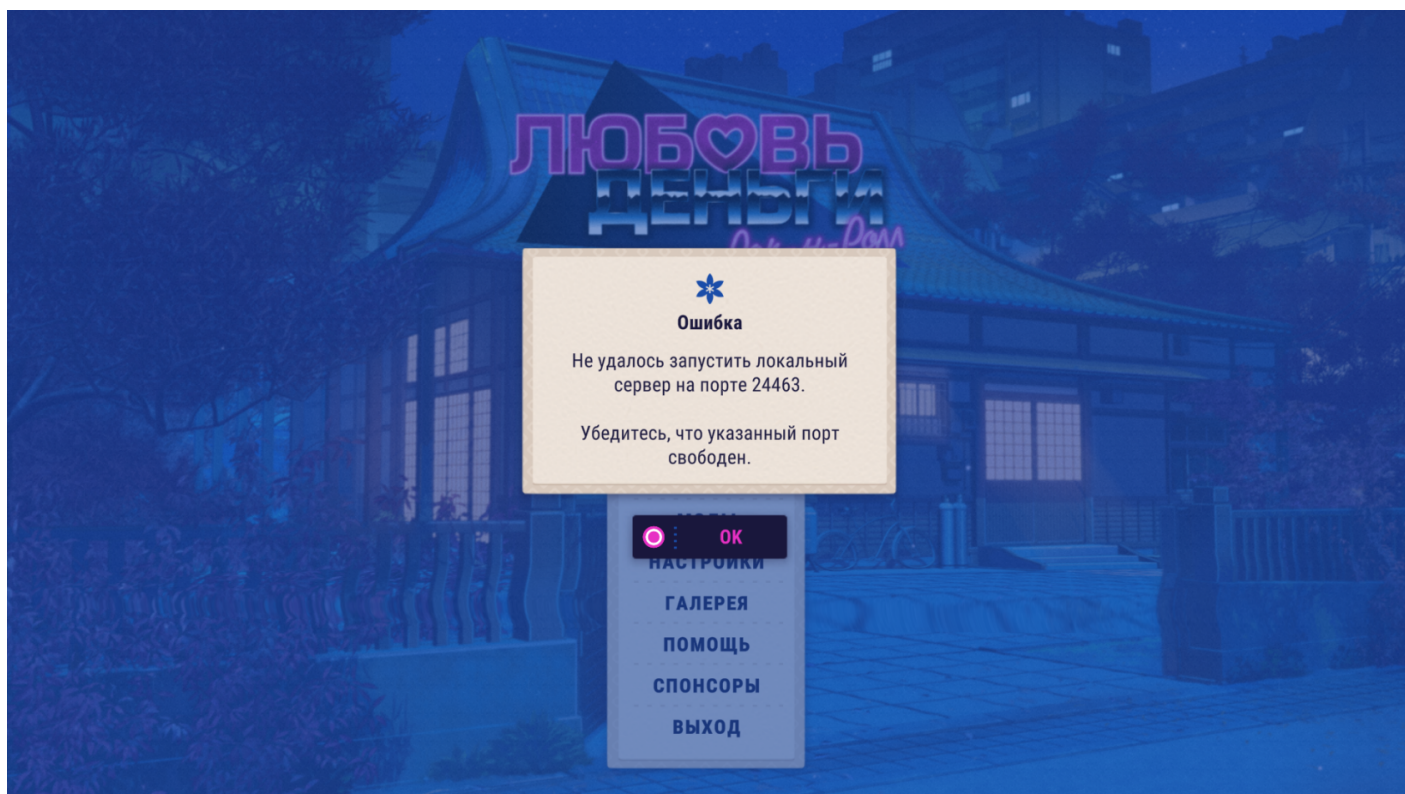 ЛЮБОВЬ
ДЕНЬГИ
Ошибка
Не удалось запустить локальный
сервер на порте 24463.
Убедитесь, что указанный порт
свободен.
OK
НАСТРОЙКИ
ГАЛЕРЕЯ
ПОМОЩЬ
СПОНСОРЫ
ВЫХОД